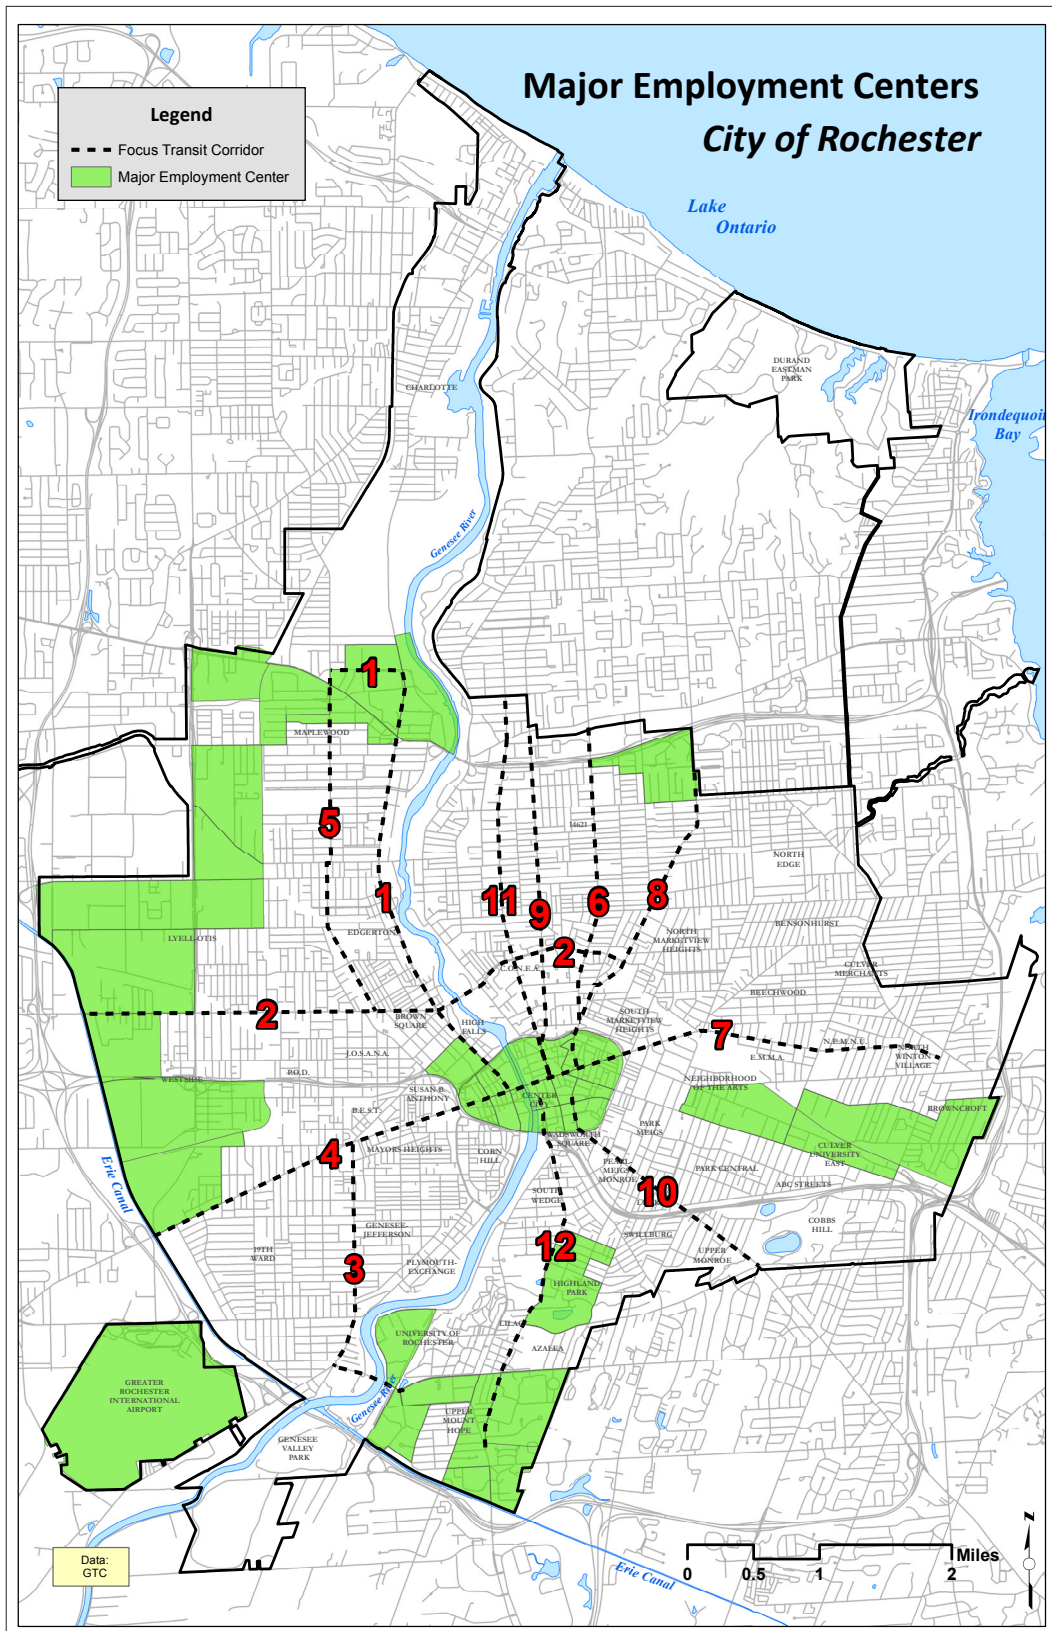 Major Employment Centers
City of Rochester
Legend
Focus Transit Corridor
Major Employment Center
Lake
Ontario
DURAND
EASTMAN
PARK
Irondequoit
Bay
CHARLOTTE
Genesee River
1
MAPLEWOOD
5
14621
NORTH
EDGE
1
11
9
6
8
BENSONHURST
LYELL-OTIS
EDGERTON
NORTH
MARKETVIEW
HEIGHTS
2
C.O.N.E.A.
CULVER
MERCHANTS
BEECHWOOD
2
BROWN
SQUARE
HIGH
FALLS
SOUTH
MARKETVIEW
HEIGHTS
7
N.E.M.N.U.
NORTH
WINTON
VILLAGE
E.M.M.A.
J.O.S.A.N.A.
P.O.D.
WESTSIDE
NEIGHBORHOOD
OF THE ARTS
SUSAN B.
ANTHONY
CENTER
CITY
BROWNCROFT
B.E.S.T.
PARK
MEIGS
4
MAYORS HEIGHTS
WADSWORTH
SQUARE
CORN
HILL
CULVER
UNIVERSITY
EAST
PEARL-
MEIGS-
MONROE
PARK CENTRAL
ABC STREETS
Erie Canal
SOUTH
WEDGE
10
GENESEE-
JEFFERSON
COBBS
HILL
SWILLBURG
12
UPPER
MONROE
19TH
WARD
3
PLYMOUTH-
EXCHANGE
HIGHLAND
PARK
LILAC
UNIVERSITY OF
ROCHESTER
AZALEA
GREATER
ROCHESTER
INTERNATIONAL
AIRPORT
Genesee River
UPPER
MOUNT
HOPE
GENESEE
VALLEY
PARK
Data:
GTC
Erie Canal
Z
Miles
0
0.5
1
2